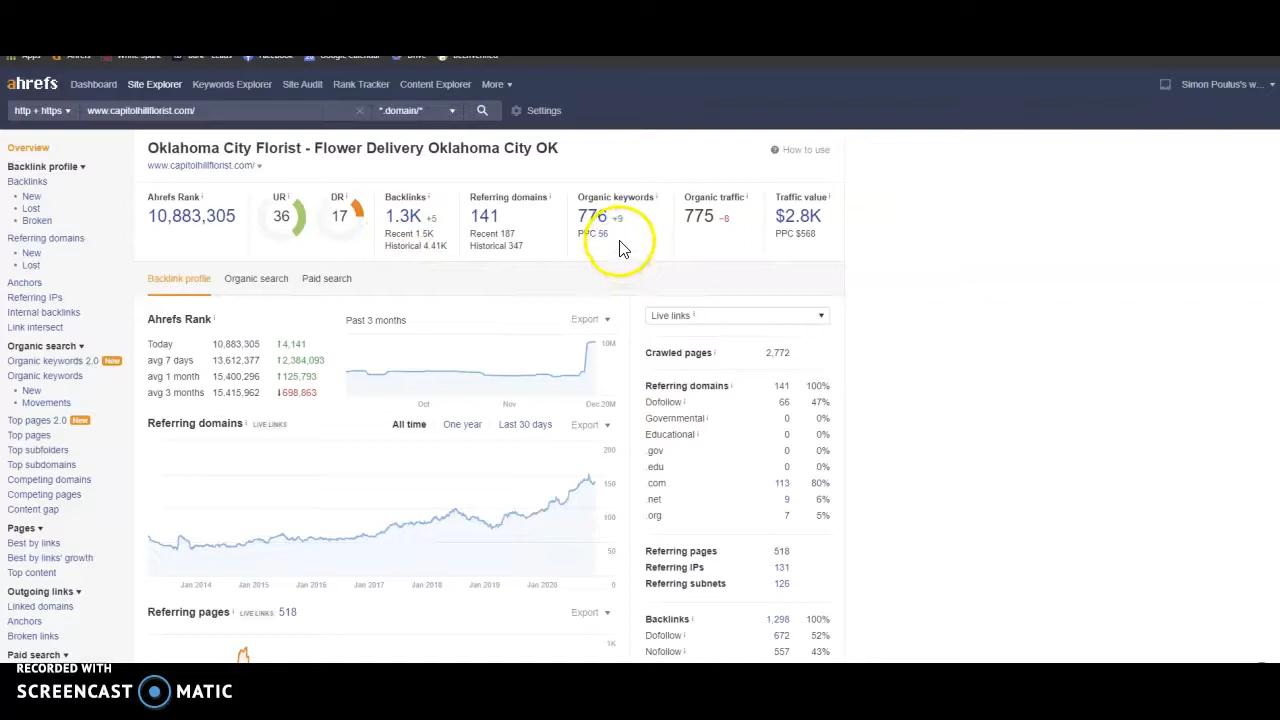 Apps Ahrefs Facebook Google Calendar Drive
ahrefs Dashboard Site Explorer Keywords Explorer Site Audit Rank Tracker Content Explorer More Simon Poulus's w...
http + https www.capitolhillflorist.com/ × *.domain/* Settings
Oklahoma City Florist - Flower Delivery Oklahoma City OK
How to use
www.capitolhillflorist.com/
Ahrefs Rank UR DR Backlinks Referring domains Organic keywords Organic traffic Traffic value
10,883,305 36 17 1.3K +5 141 776 +9 775 −8 $2.8K
Recent 1.5K Recent 187 PPC 56 PPC $568
Historical 4.41K Historical 347
Backlink profile Organic search Paid search
Ahrefs Rank Past 3 months Export
Today 10,883,305 ↑4,141
avg 7 days 13,612,377 ↑2,384,093
avg 1 month 15,400,296 ↑125,793
avg 3 months 15,415,962 ↓698,863
10M
Oct Nov Dec 20M
Referring domains LIVE LINKS All time One year Last 30 days Export
200
150
100
50
0
Jan 2014 Jan 2015 Jan 2016 Jan 2017 Jan 2018 Jan 2019 Jan 2020
Referring pages LIVE LINKS 518 Export
1K
Live links
Crawled pages 2,772
Referring domains 141 100%
Dofollow 66 47%
Governmental 0 0%
Educational 0 0%
.gov 0 0%
.edu 0 0%
.com 113 80%
.net 9 6%
.org 7 5%
Referring pages 518
Referring IPs 131
Referring subnets 126
Backlinks 1,298 100%
Dofollow 672 52%
Nofollow 557 43%
Overview
Backlink profile
Backlinks
New
Lost
Broken
Referring domains
New
Lost
Anchors
Referring IPs
Internal backlinks
Link intersect
Organic search
Organic keywords 2.0 New
Organic keywords
New
Movements
Top pages 2.0 New
Top pages
Top subfolders
Top subdomains
Competing domains
Competing pages
Content gap
Pages
Best by links
Best by links' growth
Top content
Outgoing links
Linked domains
Anchors
Broken links
Paid search
RECORDED WITH
SCREENCAST MATIC